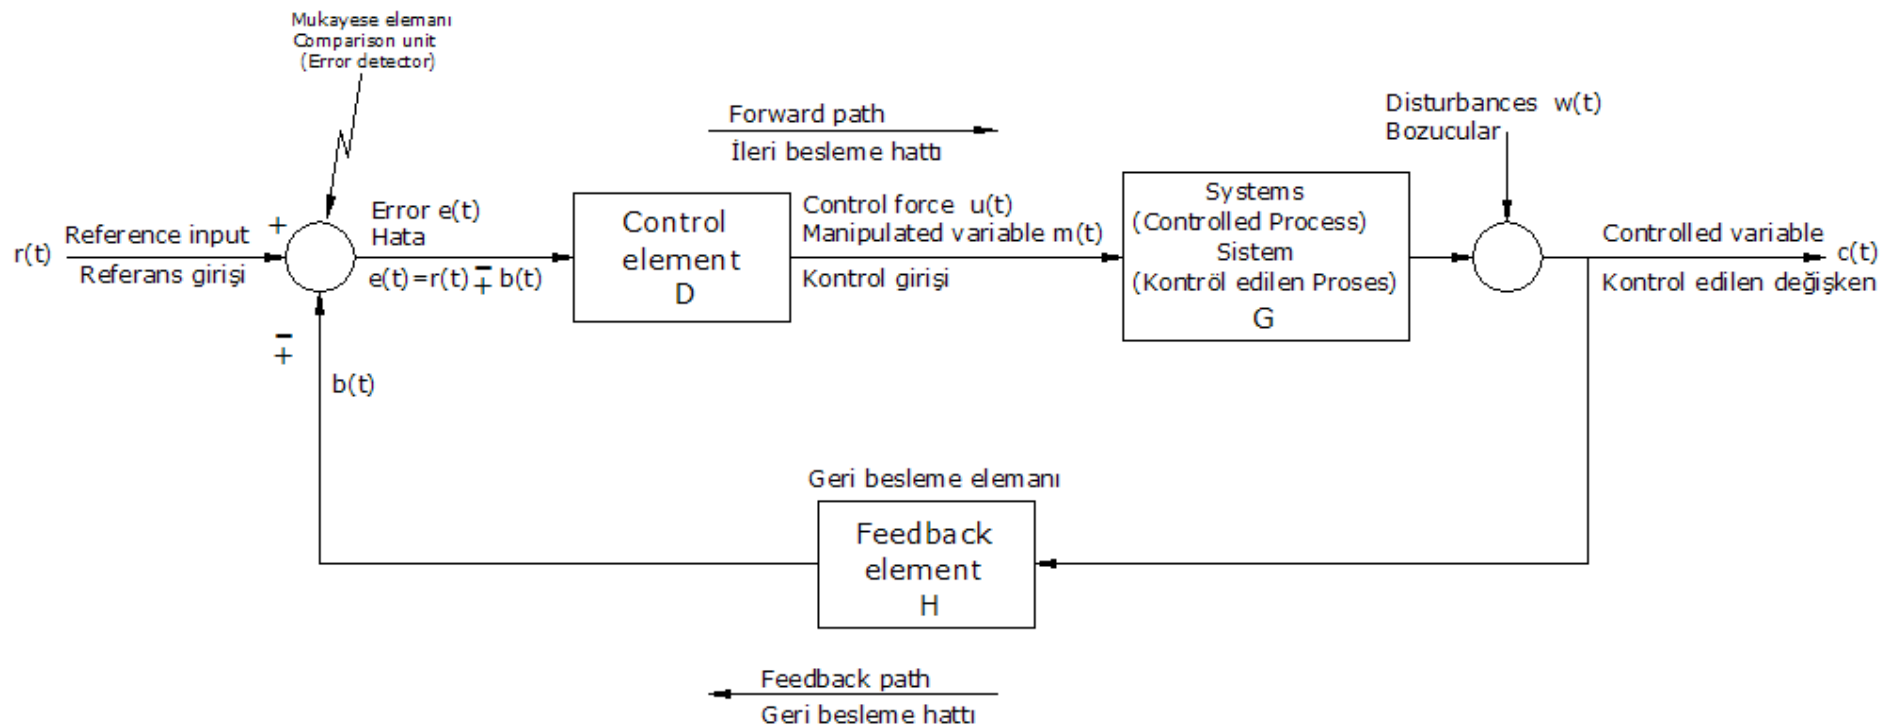 Mukayese elemanı
Comparison unit
(Error detector)
Forward path
İleri besleme hattı
Disturbances w(t)
Bozucular
r(t)
Reference input
Referans girişi
+
Error e(t)
Hata
e(t)=r(t) ∓ b(t)
Control
element
D
Control force u(t)
Manipulated variable m(t)
Kontrol girişi
Systems
(Controlled Process)
Sistem
(Kontröl edilen Proses)
G
Controlled variable
Kontrol edilen değişken
c(t)
∓
b(t)
Geri besleme elemanı
Feedback
element
H
Feedback path
Geri besleme hattı